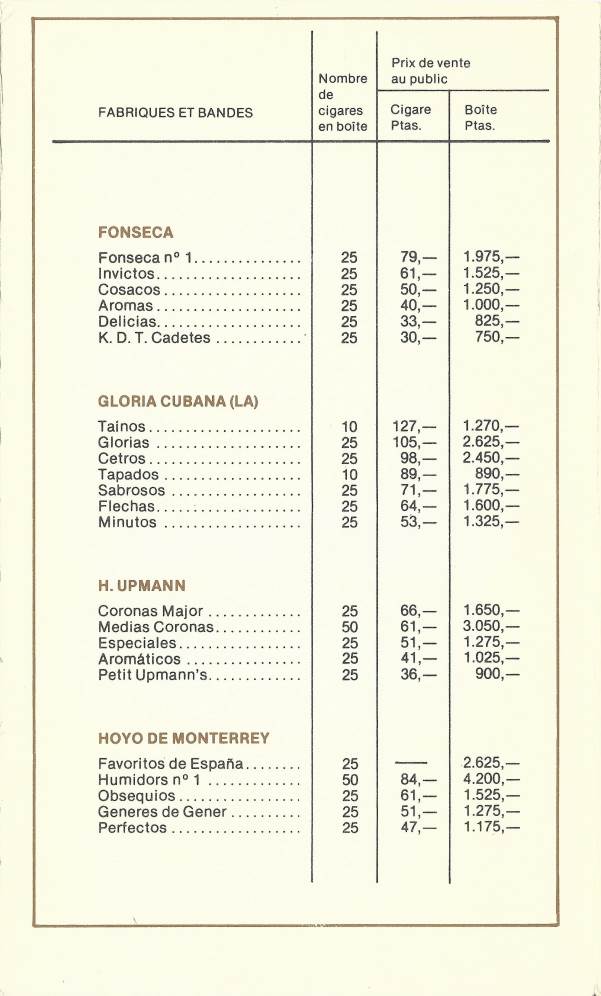 FABRIQUES ET BANDES
Nombre
de
cigares
en boîte
Prix de vente
au public
Cigare
Ptas.
Boîte
Ptas.
FONSECA
Fonseca nº 1............... 25 79,— 1.975,—
Invictos.................... 25 61,— 1.525,—
Cosacos................... 25 50,— 1.250,—
Aromas.................... 25 40,— 1.000,—
Delicias.................... 25 33,— 825,—
K. D. T. Cadetes ............ 25 30,— 750,—
GLORIA CUBANA (LA)
Tainos..................... 10 127,— 1.270,—
Glorias .................... 25 105,— 2.625,—
Cetros..................... 25 98,— 2.450,—
Tapados ................... 10 89,— 890,—
Sabrosos .................. 25 71,— 1.775,—
Flechas.................... 25 64,— 1.600,—
Minutos ................... 25 53,— 1.325,—
H. UPMANN
Coronas Major ............. 25 66,— 1.650,—
Medias Coronas............ 50 61,— 3.050,—
Especiales................. 25 51,— 1.275,—
Aromáticos ................ 25 41,— 1.025,—
Petit Upmann's............. 25 36,— 900,—
HOYO DE MONTERREY
Favoritos de España........ 25 — 2.625,—
Humidors nº 1 ............. 50 84,— 4.200,—
Obsequios................. 25 61,— 1.525,—
Generes de Gener .......... 25 51,— 1.275,—
Perfectos .................. 25 47,— 1.175,—